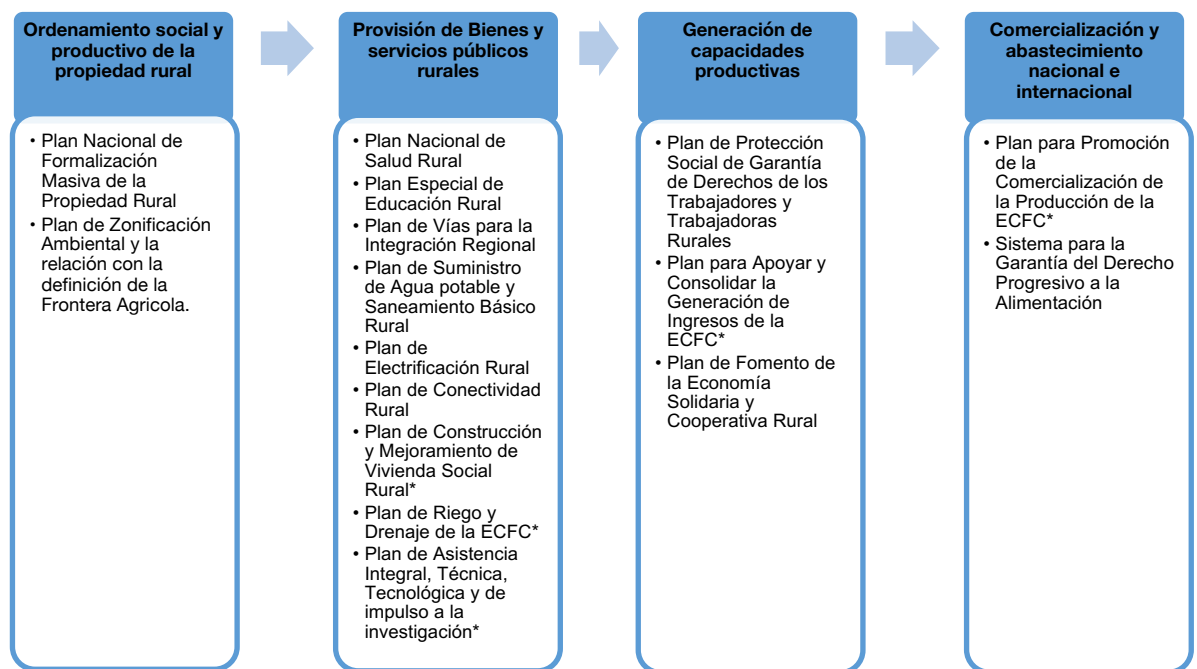 Ordenamiento social y
productivo de la
propiedad rural
• Plan Nacional de
Formalización
Masiva de la
Propiedad Rural
• Plan de Zonificación
Ambiental y la
relación con la
definición de la
Frontera Agricola.
Provisión de Bienes y
servicios públicos
rurales
• Plan Nacional de
Salud Rural
• Plan Especial de
Educación Rural
• Plan de Vías para la
Integración Regional
• Plan de Suministro
de Agua potable y
Saneamiento Básico
Rural
• Plan de
Electrificación Rural
• Plan de Conectividad
Rural
• Plan de Construcción
y Mejoramiento de
Vivienda Social
Rural*
• Plan de Riego y
Drenaje de la ECFC*
• Plan de Asistencia
Integral, Técnica,
Tecnológica y de
impulso a la
investigación*
Generación de
capacidades
productivas
• Plan de Protección
Social de Garantía
de Derechos de los
Trabajadores y
Trabajadoras
Rurales
• Plan para Apoyar y
Consolidar la
Generación de
Ingresos de la
ECFC*
• Plan de Fomento de
la Economía
Solidaria y
Cooperativa Rural
Comercialización y
abastecimiento
nacional e
internacional
• Plan para Promoción
de la
Comercialización de
la Producción de la
ECFC*
• Sistema para la
Garantía del Derecho
Progresivo a la
Alimentación